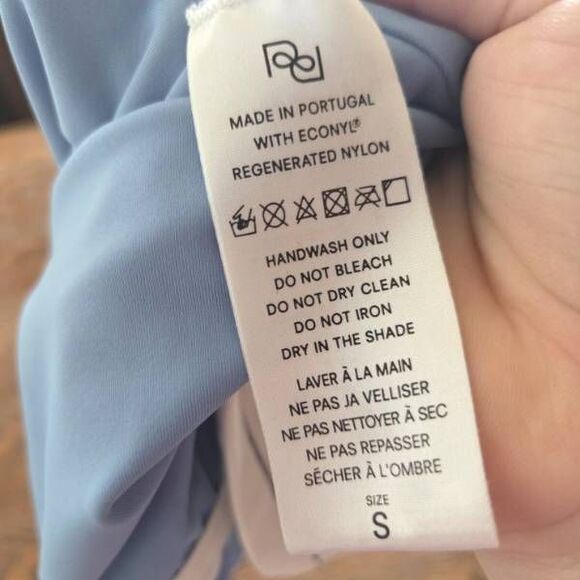 MADE IN PORTUGAL
WITH ECONYL®
REGENERATED NYLON
HANDWASH ONLY
DO NOT BLEACH
DO NOT DRY CLEAN
DO NOT IRON
DRY IN THE SHADE
LAVER À LA MAIN
NE PAS JA VELLISER
NE PAS NETTOYER À SEC
NE PAS REPASSER
SÉCHER À L'OMBRE
SIZE
S